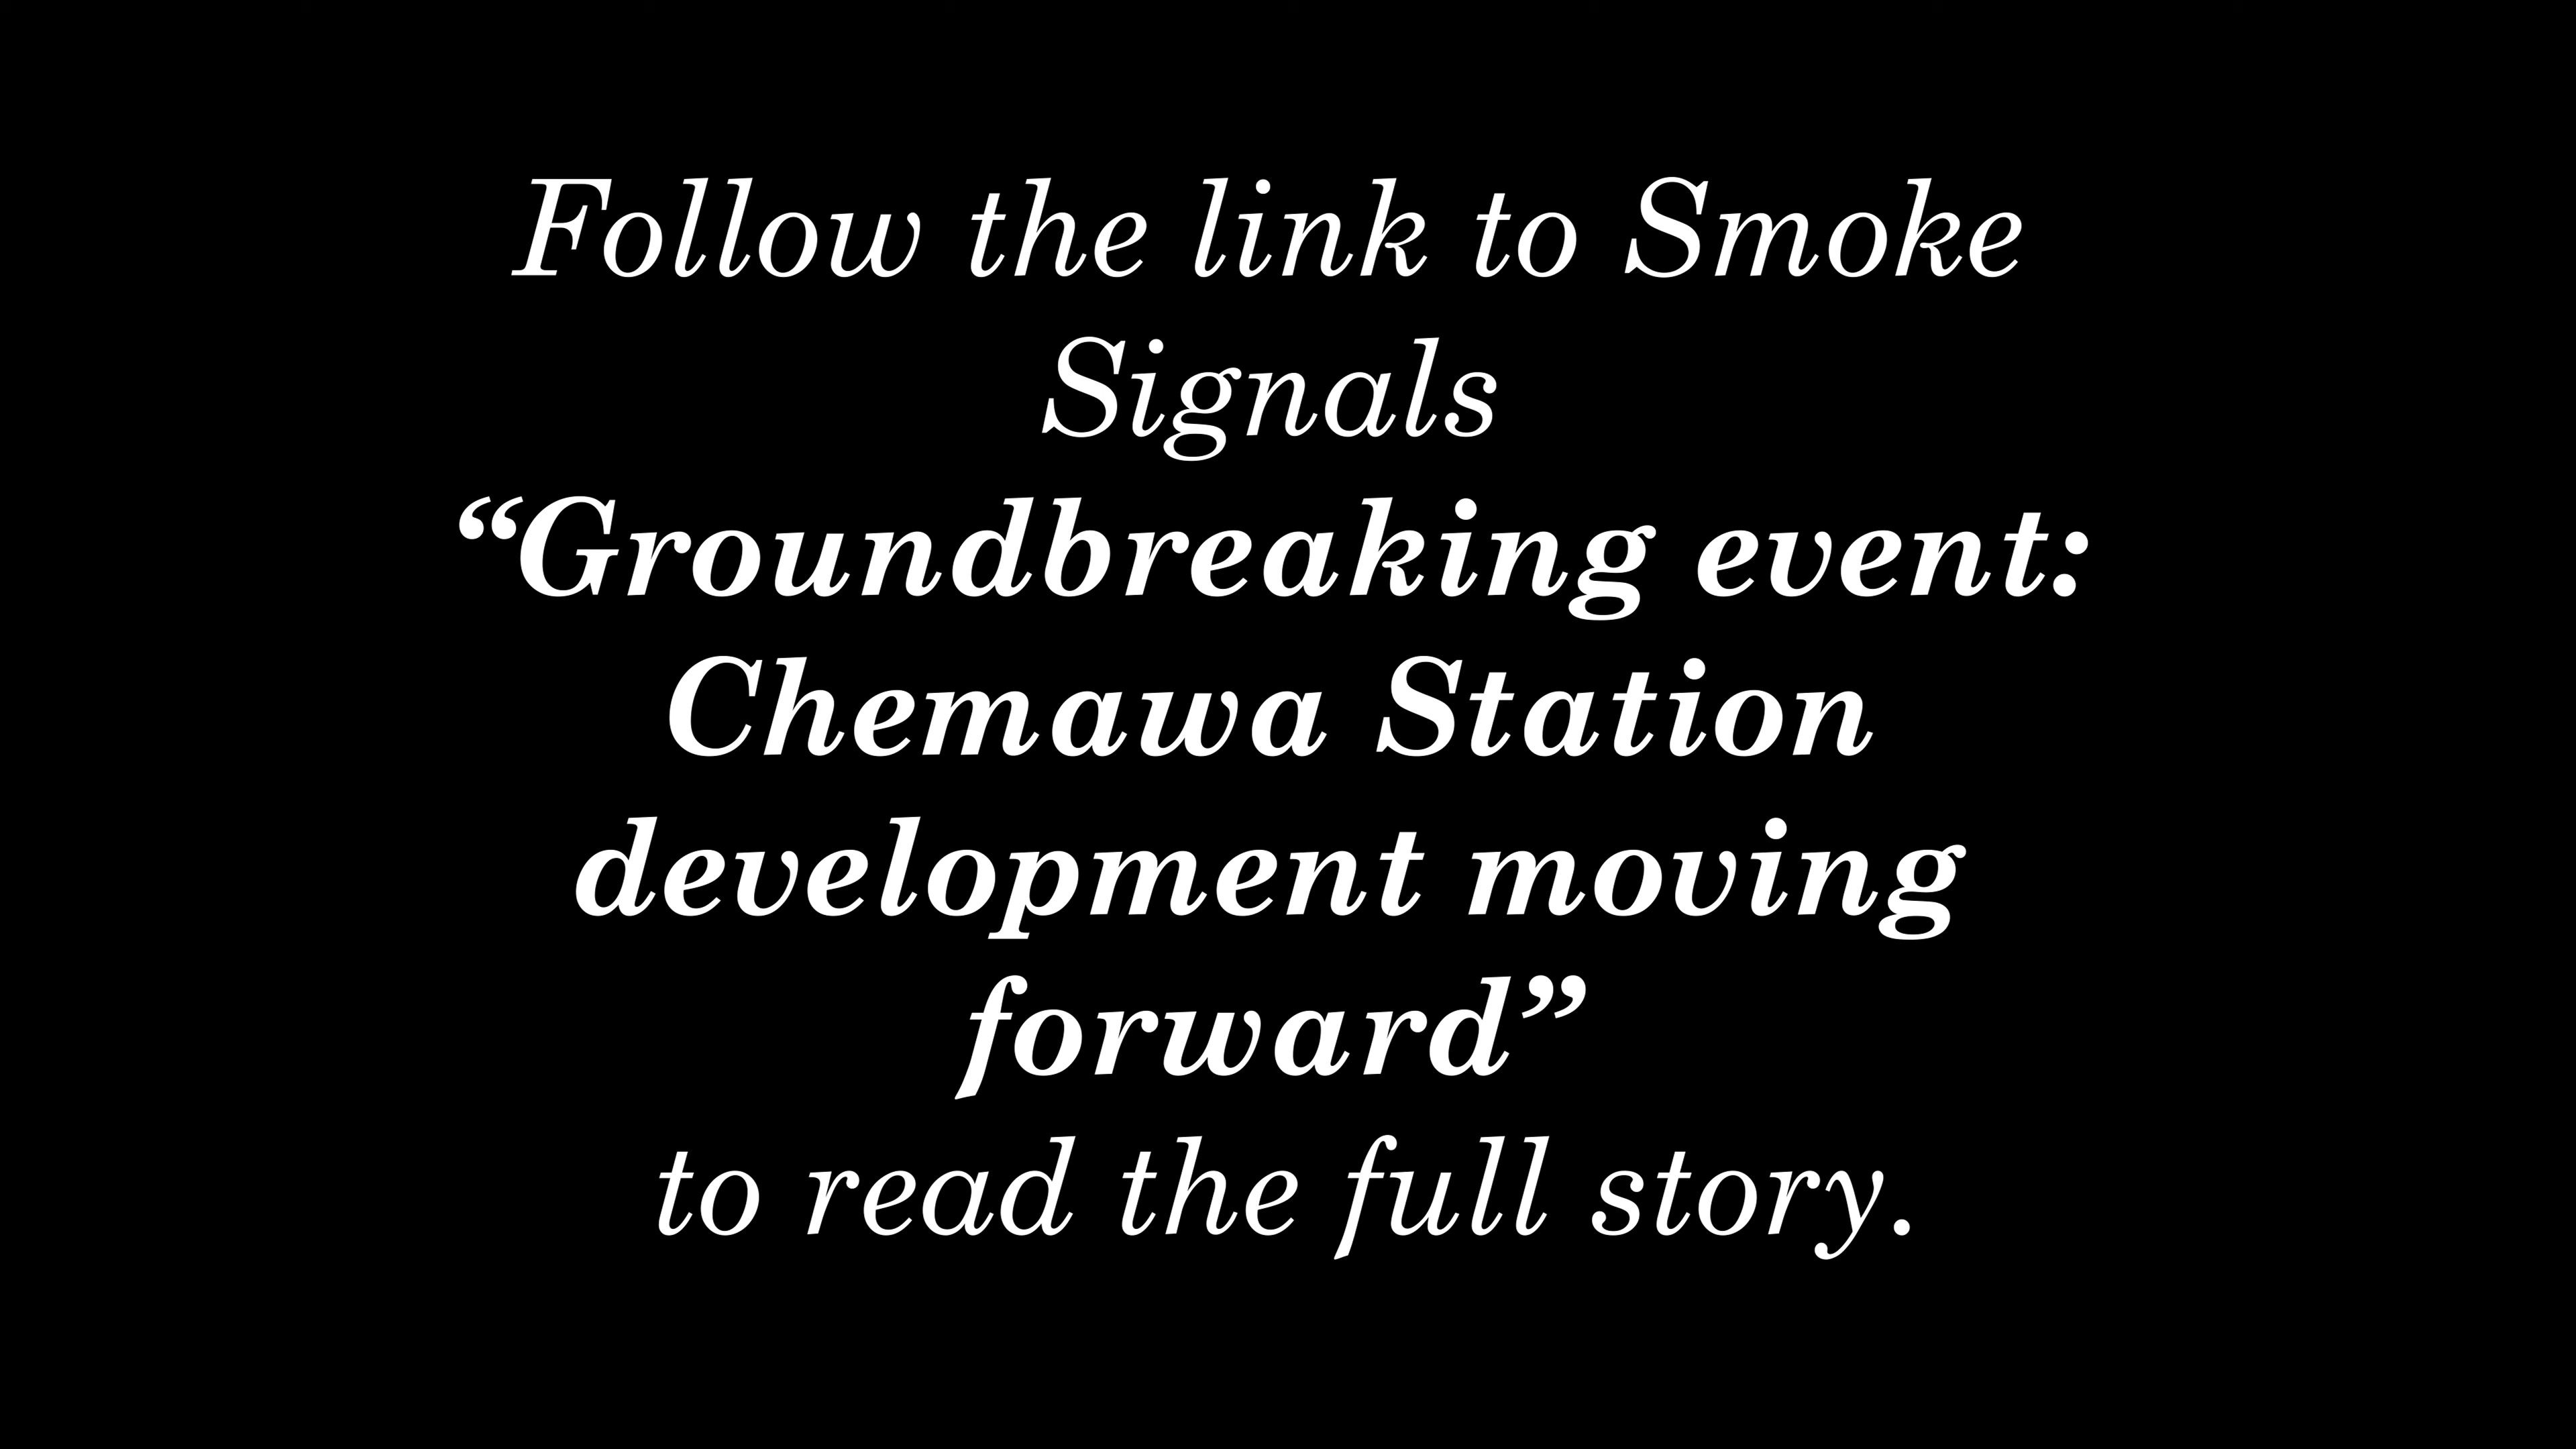 Follow the link to Smoke
Signals
“Groundbreaking event:
Chemawa Station
development moving
forward”
to read the full story.